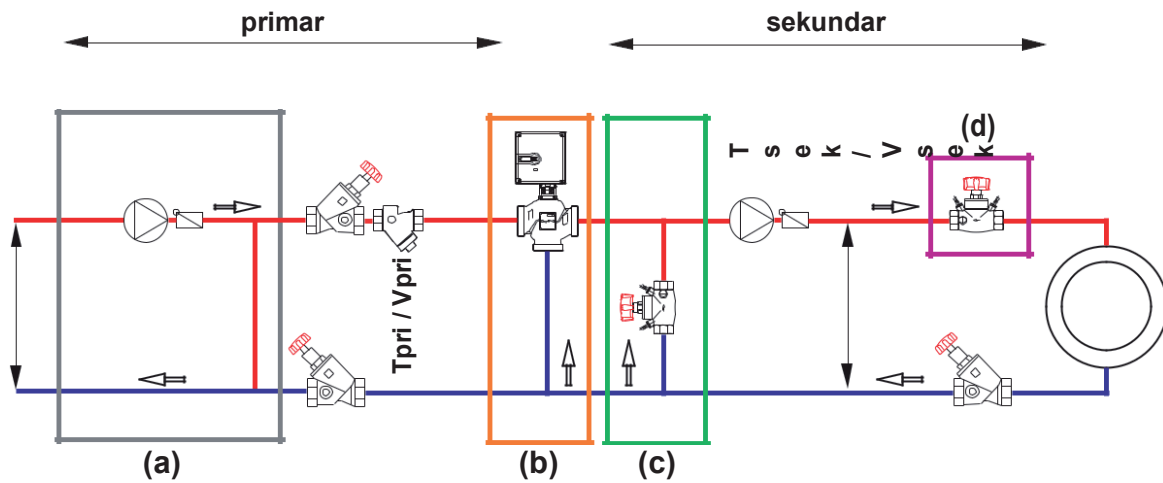 primar
sekundar
(d)
Tsek/Vsek
Tpri / Vpri
(a)
(b)
(c)